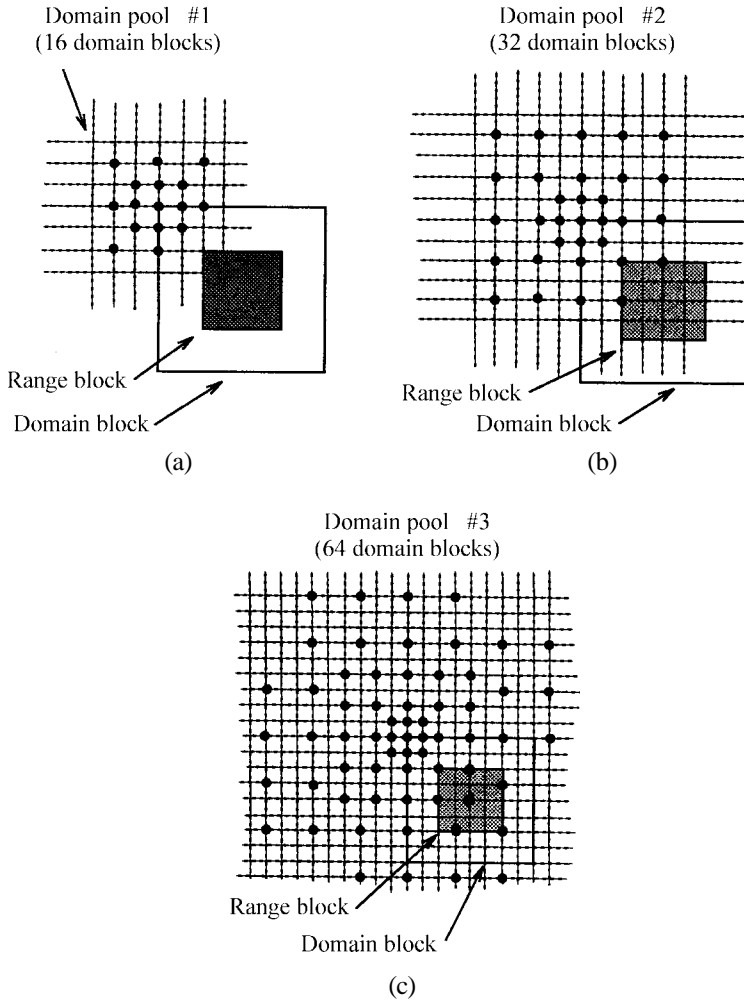 Domain pool #1
(16 domain blocks)
Domain pool #2
(32 domain blocks)
Range block
Domain block
(a)
Range block
Domain block
(b)
Domain pool #3
(64 domain blocks)
Range block
Domain block
(c)